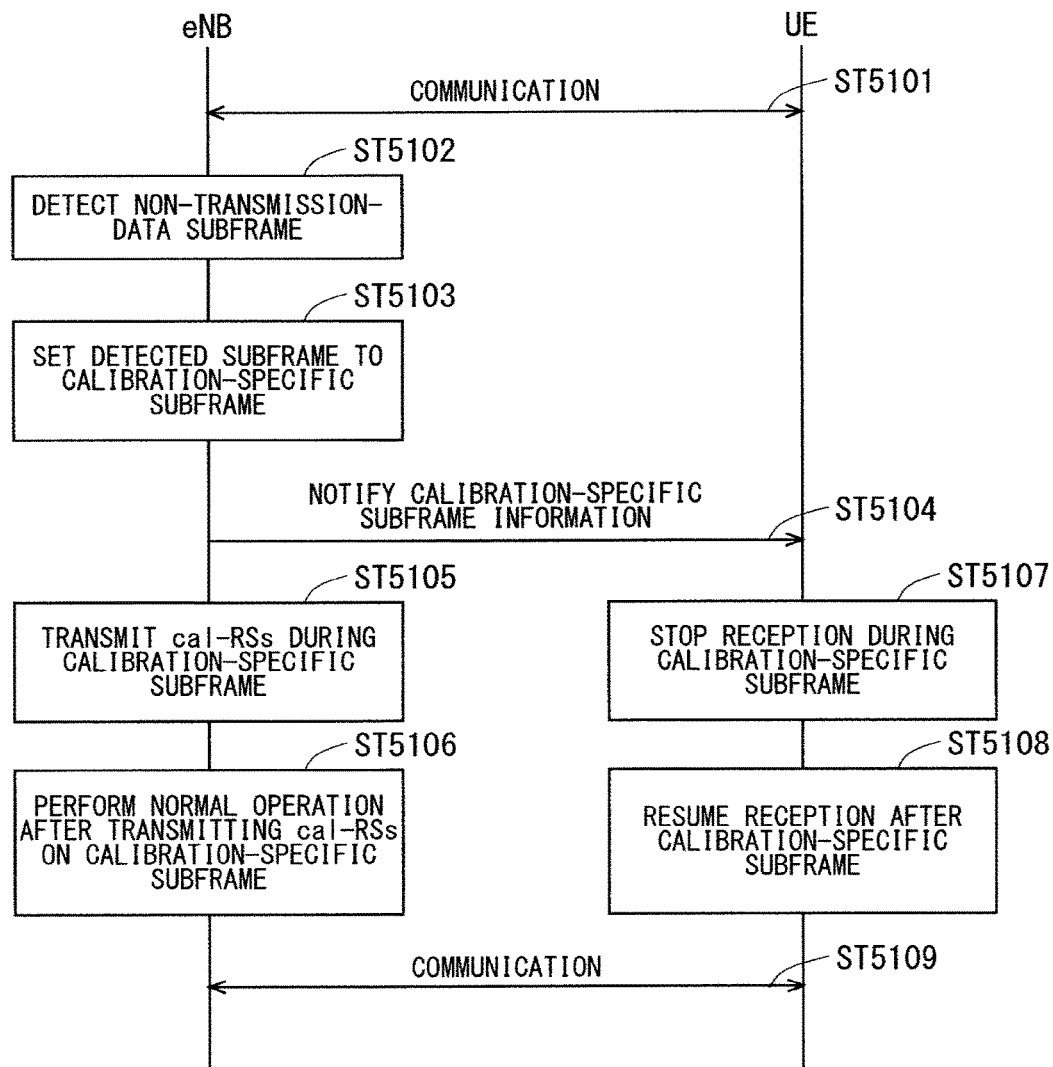 eNB
UE
COMMUNICATION
ST5101
ST5102
DETECT NON-TRANSMISSION-
DATA SUBFRAME
ST5103
SET DETECTED SUBFRAME TO
CALIBRATION-SPECIFIC
SUBFRAME
NOTIFY CALIBRATION-SPECIFIC
SUBFRAME INFORMATION
ST5104
ST5105
TRANSMIT cal-RSs DURING
CALIBRATION-SPECIFIC
SUBFRAME
ST5107
STOP RECEPTION DURING
CALIBRATION-SPECIFIC
SUBFRAME
ST5106
PERFORM NORMAL OPERATION
AFTER TRANSMITTING cal-RSs
ON CALIBRATION-SPECIFIC
SUBFRAME
ST5108
RESUME RECEPTION AFTER
CALIBRATION-SPECIFIC
SUBFRAME
COMMUNICATION
ST5109